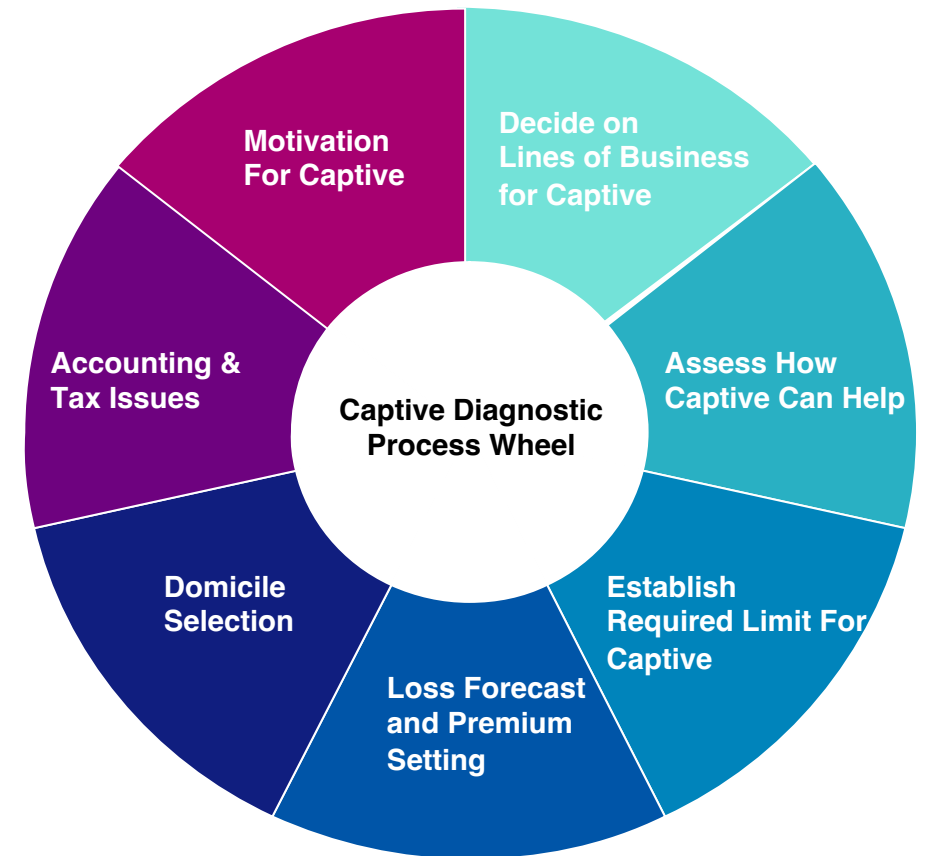 Motivation
For Captive
Decide on
Lines of Business
for Captive
Assess How
Captive Can Help
Establish
Required Limit For
Captive
Loss Forecast
and Premium
Setting
Domicile
Selection
Accounting &
Tax Issues
Captive Diagnostic
Process Wheel